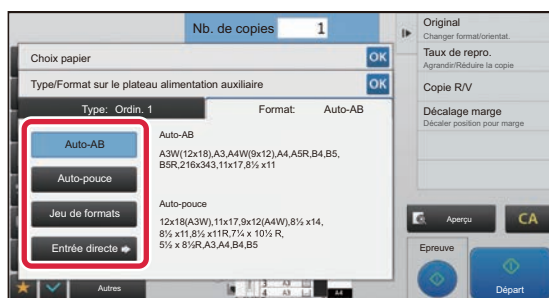 Nb. de copies 1
Choix papier OK
Type/Format sur le plateau alimentation auxiliaire OK
Type: Ordin. 1
Format: Auto-AB
Auto-AB
Auto-pouce
Jeu de formats
Entrée directe
Auto-AB
A3W(12x18),A3,A4W(9x12),A4,A5R,B4,B5,
B5R,216x343,11x17,8½ x11
Auto-pouce
12x18(A3W),11x17,9x12(A4W),8½ x14,
8½ x11,8½ x11R,7¼ x 10½ R,
5½ x 8½R,A3,A4,B4,B5
Autres
3 A3
4 A3
A4
Original
Changer format/orientat.
Taux de repro.
Agrandir/Réduire la copie
Copie R/V
Décalage marge
Décaler position pour marge
Aperçu
CA
Epreuve
Départ